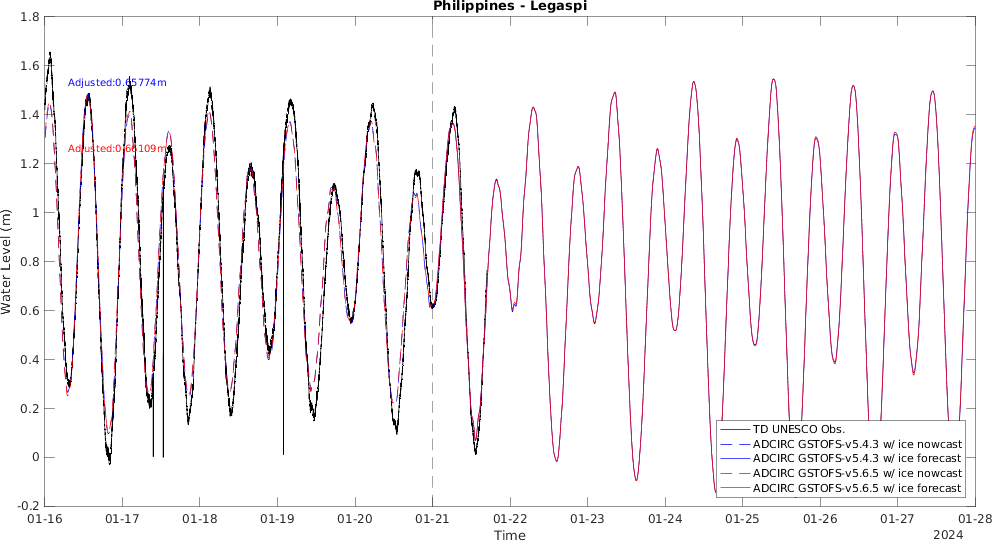 Philippines - Legaspi
1.8
1.6
1.4
1.2
1
0.8
0.6
0.4
0.2
0
-0.2
Water Level (m)
Adjusted:0.65774m
Adjusted:0.66109m
TD UNESCO Obs.
ADCIRC GSTOFS-v5.4.3 w/ ice nowcast
ADCIRC GSTOFS-v5.4.3 w/ ice forecast
ADCIRC GSTOFS-v5.6.5 w/ ice nowcast
ADCIRC GSTOFS-v5.6.5 w/ ice forecast
01-16 01-17 01-18 01-19 01-20 01-21 01-22 01-23 01-24 01-25 01-26 01-27 01-28
Time
2024